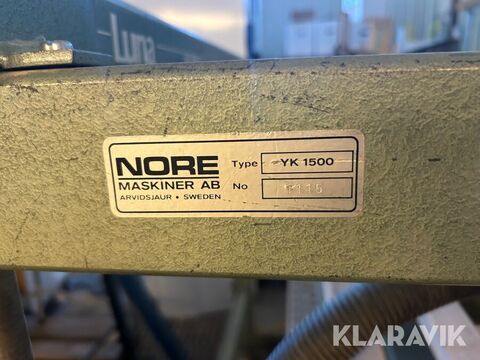 Luna
NORE
MASKINER AB
ARVIDSJAUR • SWEDEN
Type YK 1500
No
KLARAVIK